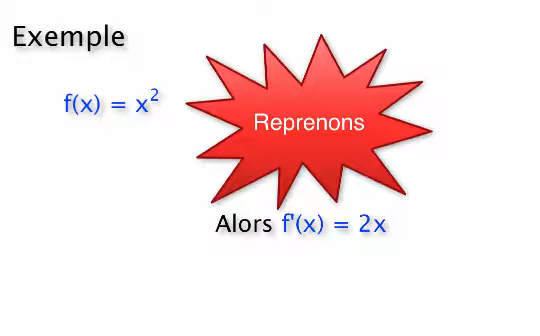 Exemple
f(x) = x²
Reprenons
Alors f'(x) = 2x